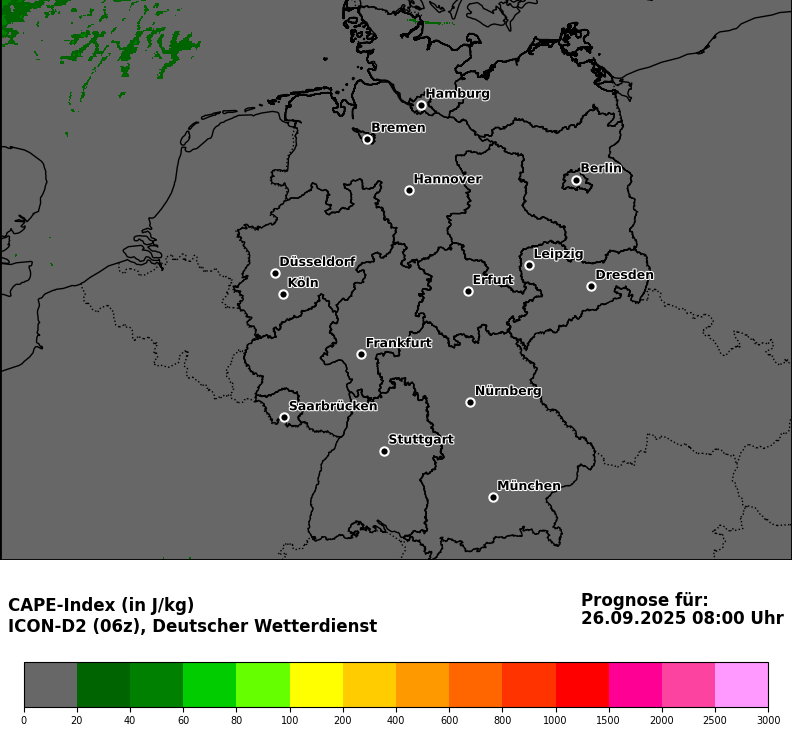 Hamburg
Bremen
Berlin
Hannover
Leipzig
Düsseldorf
Dresden
Erfurt
Köln
Frankfurt
Nürnberg
Saarbrücken
Stuttgart
München
CAPE-Index (in J/kg)
ICON-D2 (06z), Deutscher Wetterdienst
Prognose für:
26.09.2025 08:00 Uhr
0 20 40 60 80 100 200 400 600 800 1000 1500 2000 2500 3000